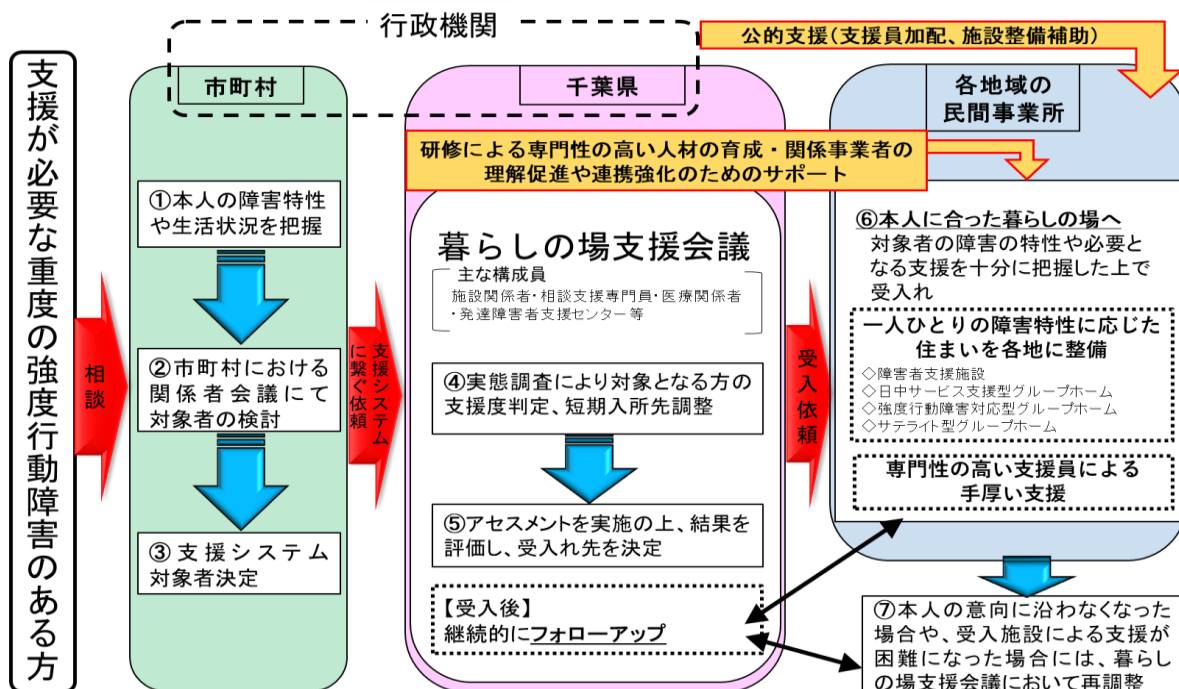 支援が必要な重度の強度行動障害のある方
相談
行政機関
市町村
①本人の障害特性
や生活状況を把握
②市町村における
関係者会議にて
対象者の検討
③支援システム
対象者決定
支援システム
に繋ぐ依頼
千葉県
公的支援（支援員加配、施設整備補助）
研修による専門性の高い人材の育成・関係事業者の
理解促進や連携強化のためのサポート
暮らしの場支援会議
主な構成員
施設関係者・相談支援専門員・医療関係者
・発達障害者支援センター等
④実態調査により対象となる方の
支援度判定、短期入所先調整
⑤アセスメントを実施の上、結果を
評価し、受入れ先を決定
【受入後】
継続的にフォローアップ
受入依頼
各地域の
民間事業所
⑥本人に合った暮らしの場へ
対象者の障害の特性や必要と
なる支援を十分に把握した上で
受入れ
一人ひとりの障害特性に応じた
住まいを各地に整備
◇障害者支援施設
◇日中サービス支援型グループホーム
◇強度行動障害対応型グループホーム
◇サテライト型グループホーム
専門性の高い支援員による
手厚い支援
⑦本人の意向に沿わなくなった
場合や、受入施設による支援が
困難になった場合には、暮らし
の場支援会議において再調整